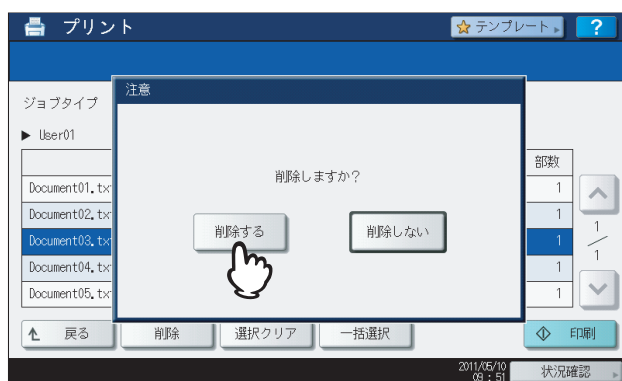 プリント
テンプレート
?
注意
ジョブタイプ
User01
部数
削除しますか?
Document01.tx
1
Document02.tx
1
削除する
削除しない
Document03.tx
1
Document04.tx
1
Document05.tx
1
1
1
戻る
削除
選択クリア
一括選択
印刷
2011/05/10
09:51
状況確認